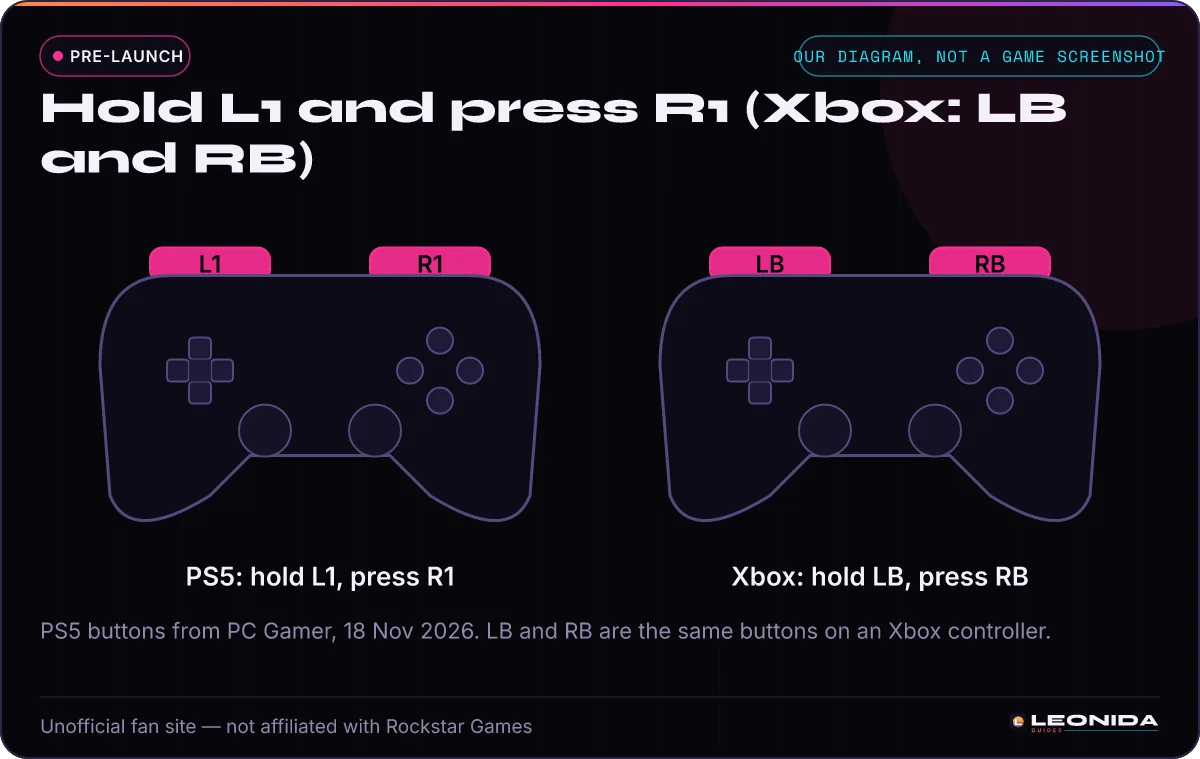 PRE-LAUNCH
OUR DIAGRAM, NOT A GAME SCREENSHOT
Hold L1 and press R1 (Xbox: LB
and RB)
L1
R1
LB
RB
PS5: hold L1, press R1
Xbox: hold LB, press RB
PS5 buttons from PC Gamer, 18 Nov 2026. LB and RB are the same buttons on an Xbox controller.
Unofficial fan site — not affiliated with Rockstar Games
LEONIDA
GUIDES